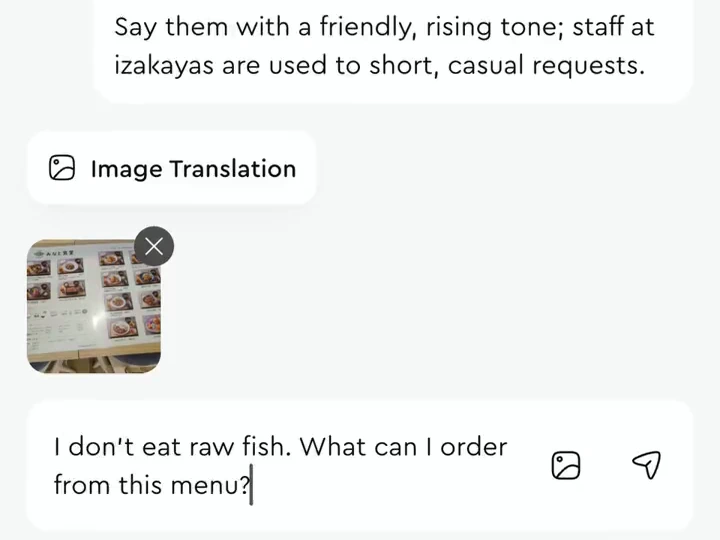 Say them with a friendly, rising tone; staff at
izakayas are used to short, casual requests.
Image Translation
I don't eat raw fish. What can I order
from this menu?